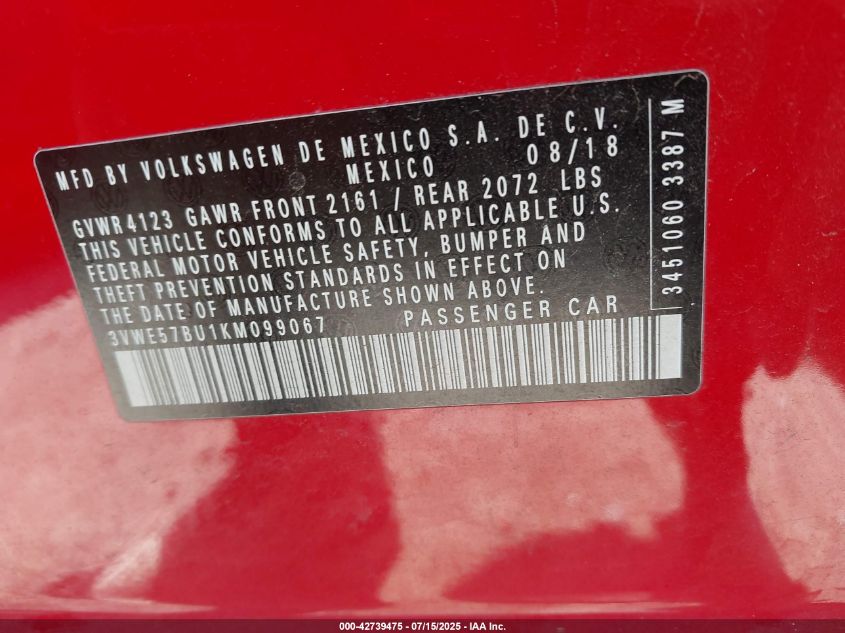 MFD BY VOLKSWAGEN DE MEXICO S.A. DE C.V.
MEXICO 08/18
GVWR4123 GAWR FRONT 2161 / REAR 2072 LBS
THIS VEHICLE CONFORMS TO ALL APPLICABLE U.S.
FEDERAL MOTOR VEHICLE SAFETY, BUMPER AND
THEFT PREVENTION STANDARDS IN EFFECT ON
THE DATE OF MANUFACTURE SHOWN ABOVE.
3VWE57BU1KM099067 PASSENGER CAR
3451060 3387 M
000-42739475 - 07/15/2025 - IAA Inc.